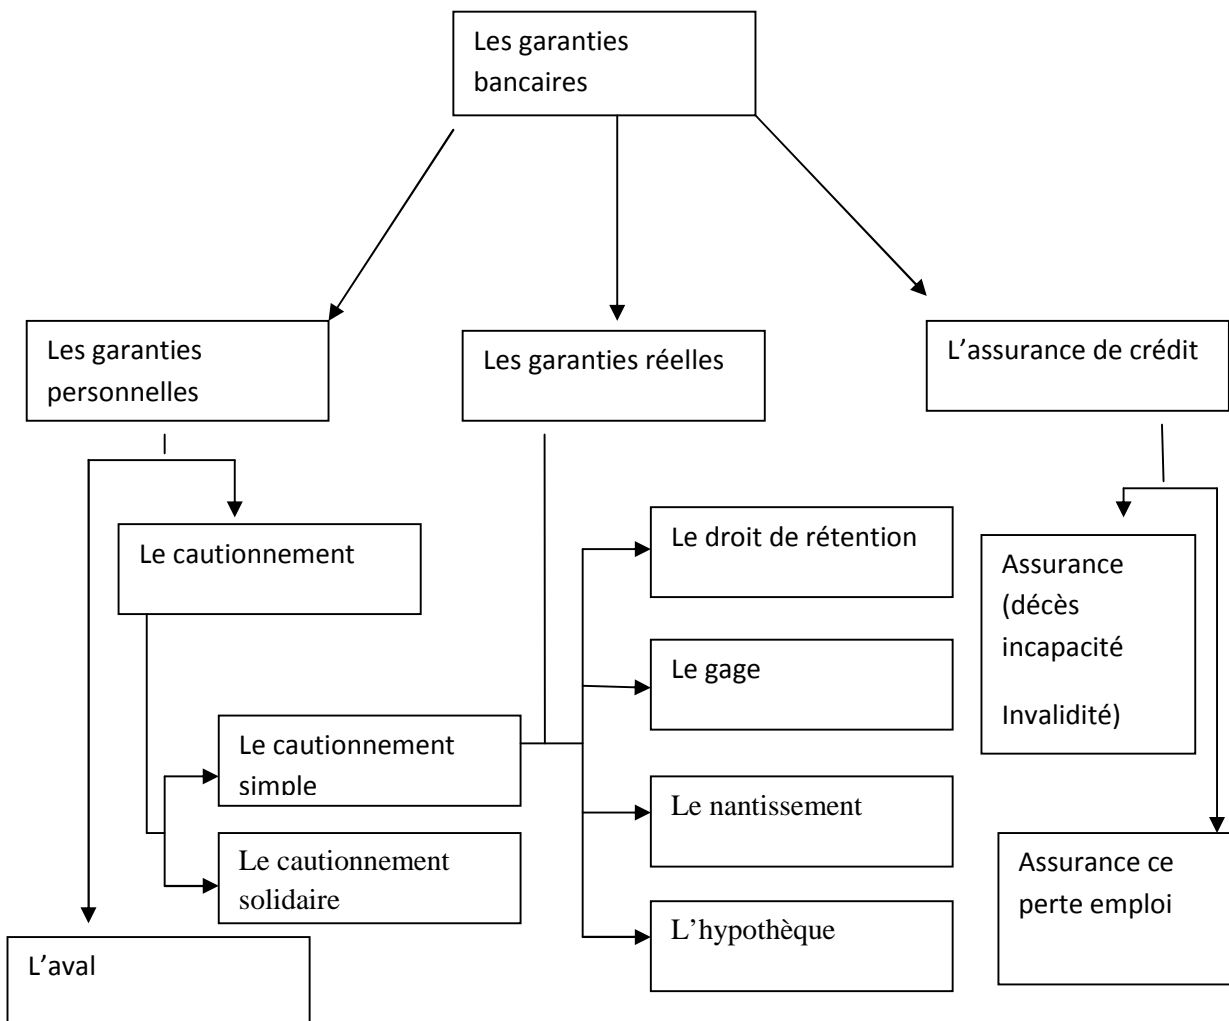 Les garanties
bancaires
Les garanties
personnelles
Les garanties réelles
L’assurance de crédit
Le cautionnement
Le droit de rétention
Assurance
(décès
incapacité
Invalidité)
Le gage
Le cautionnement
simple
Le nantissement
Le cautionnement
solidaire
Assurance ce
perte emploi
L’hypothèque
L’aval